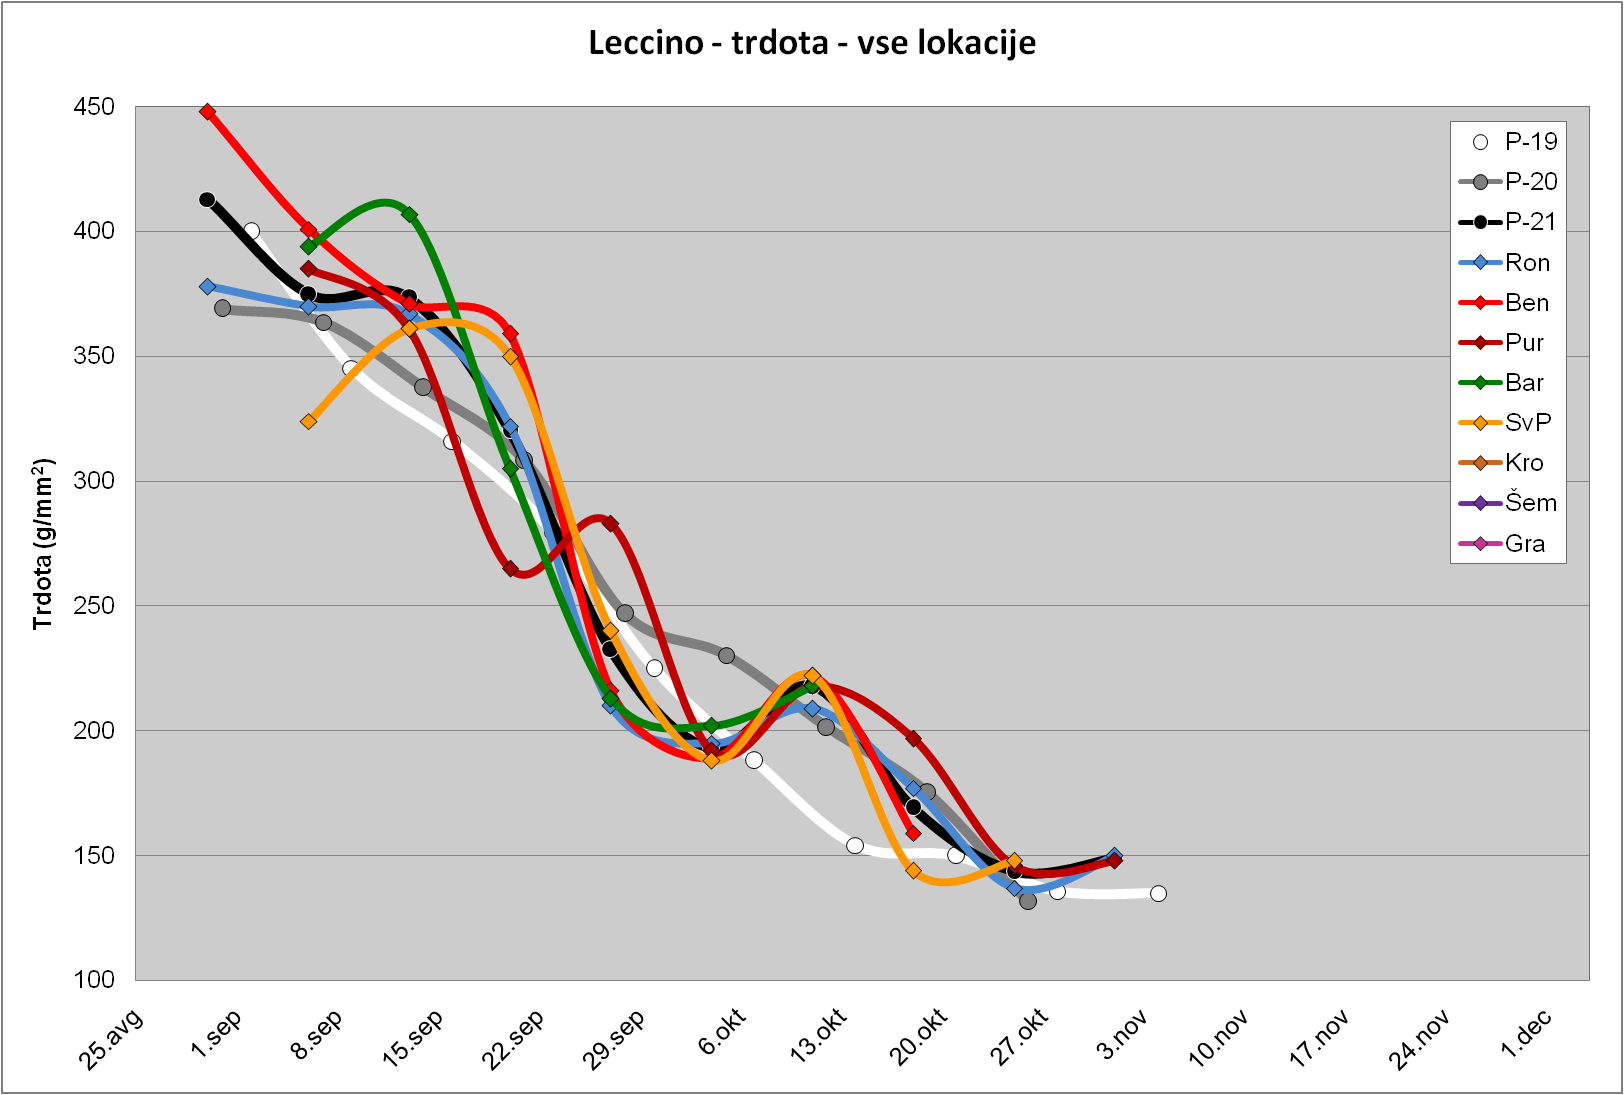 Leccino - trdota - vse lokacije
Trdota (g/mm²)
450
400
350
300
250
200
150
100
25.avg
1.sep
8.sep
15.sep
22.sep
29.sep
6.okt
13.okt
20.okt
27.okt
3.nov
10.nov
17.nov
24.nov
1.dec
P-19
P-20
P-21
Ron
Ben
Pur
Bar
SvP
Kro
Šem
Gra